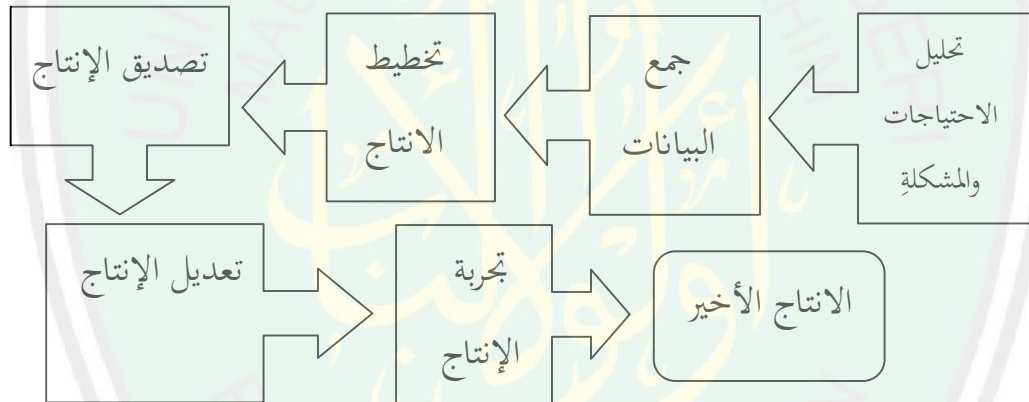 تحليل
الاحتياجات
والمشكلةِ
جمع
البيانات
تخطيط
الانتاج
تصديق الإنتاج
تعديل الإنتاج
تجربة
الإنتاج
الانتاج الأخير